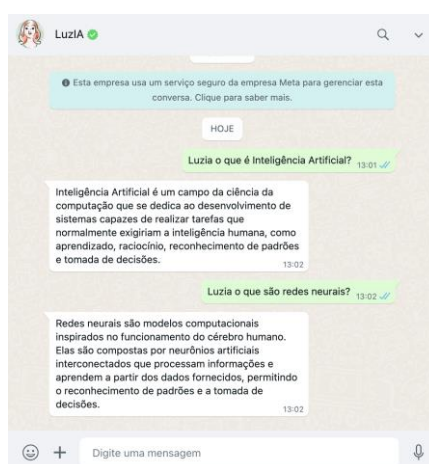 LuzIA
Esta empresa usa um serviço seguro da empresa Meta para gerenciar esta
conversa. Clique para saber mais.
HOJE
Luzia o que é Inteligência Artificial? 13:01
Inteligência Artificial é um campo da ciência da
computação que se dedica ao desenvolvimento de
sistemas capazes de realizar tarefas que
normalmente exigiriam a inteligência humana, como
aprendizado, raciocínio, reconhecimento de padrões
e tomada de decisões. 13:02
Luzia o que são redes neurais? 13:02
Redes neurais são modelos computacionais
inspirados no funcionamento do cérebro humano.
Elas são compostas por neurônios artificiais
interconectados que processam informações e
aprendem a partir dos dados fornecidos, permitindo
o reconhecimento de padrões e a tomada de
decisões. 13:02
Digite uma mensagem